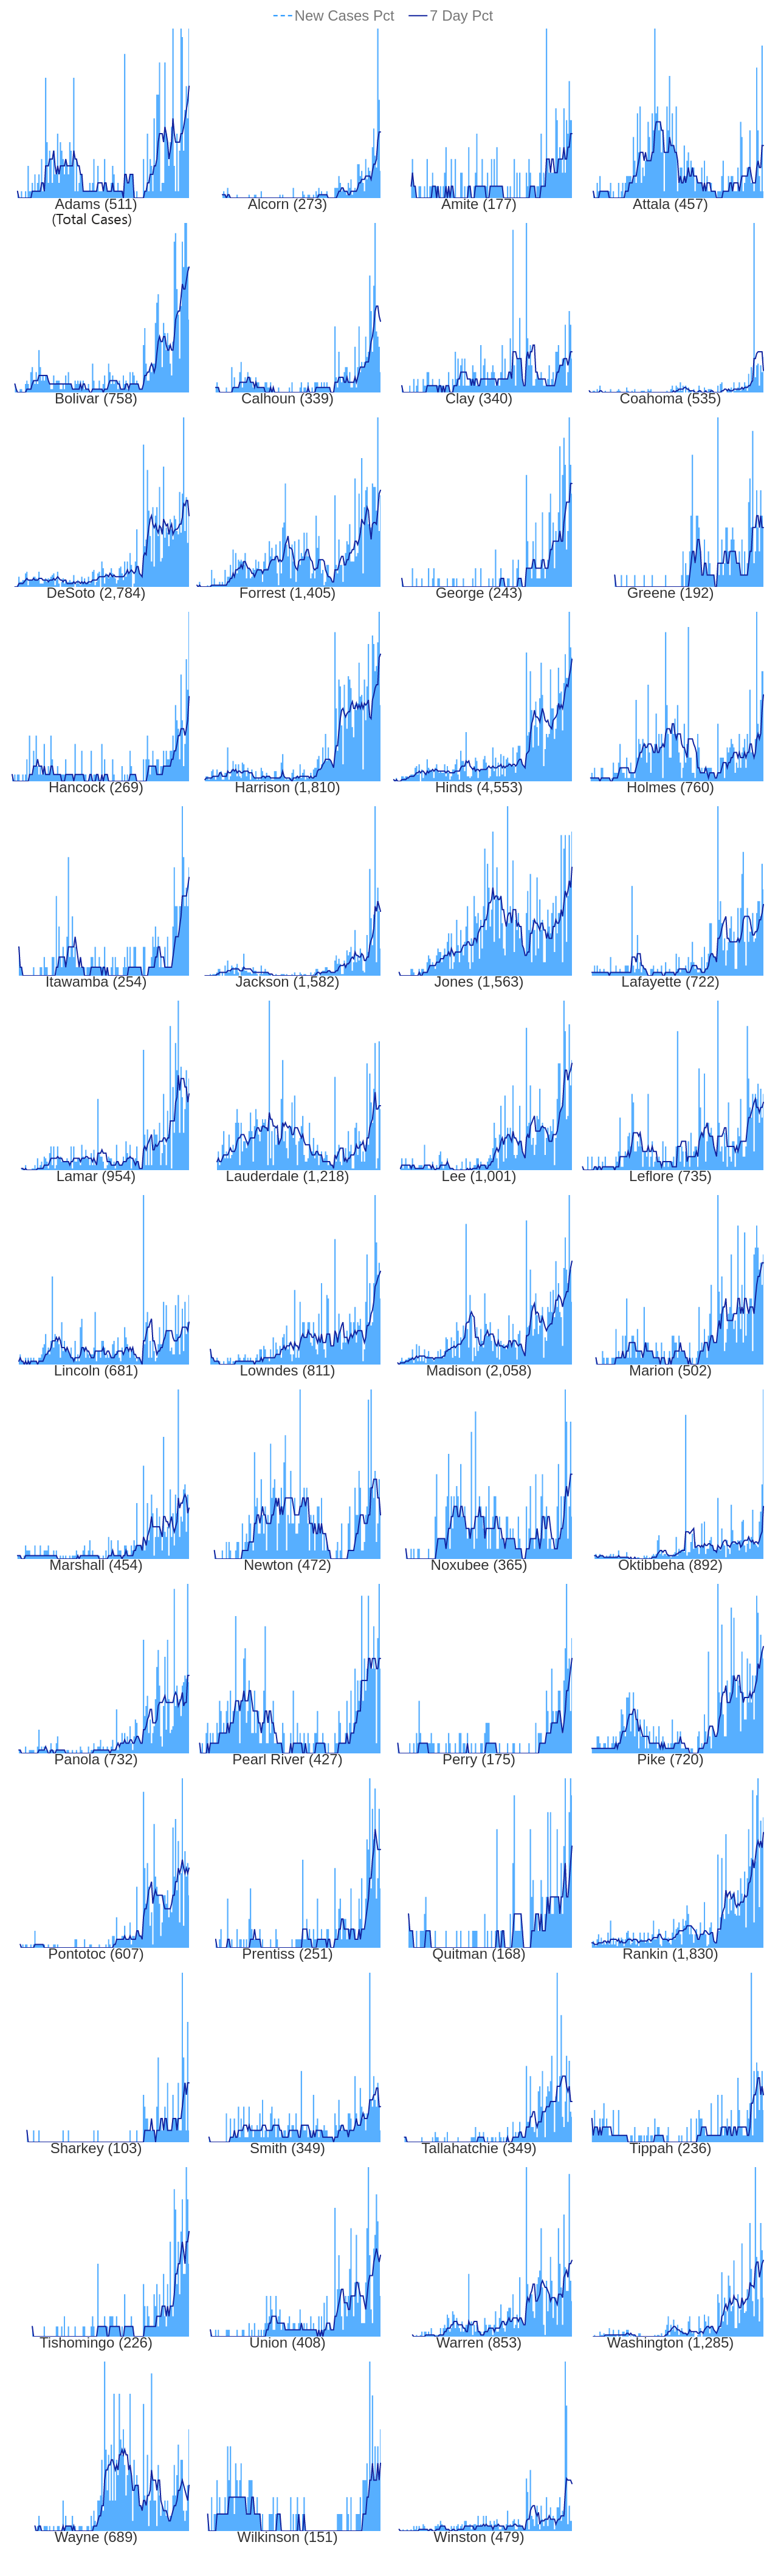 New Cases Pct 7 Day Pct
Adams (511) Alcorn (273) Amite (177) Attala (457)
(Total Cases)
Bolivar (758) Calhoun (339) Clay (340) Coahoma (535)
DeSoto (2,784) Forrest (1,405) George (243) Greene (192)
Hancock (269) Harrison (1,810) Hinds (4,553) Holmes (760)
Itawamba (254) Jackson (1,582) Jones (1,563) Lafayette (722)
Lamar (954) Lauderdale (1,218) Lee (1,001) Leflore (735)
Lincoln (681) Lowndes (811) Madison (2,058) Marion (502)
Marshall (454) Newton (472) Noxubee (365) Oktibbeha (892)
Panola (732) Pearl River (427) Perry (175) Pike (720)
Pontotoc (607) Prentiss (251) Quitman (168) Rankin (1,830)
Sharkey (103) Smith (349) Tallahatchie (349) Tippah (236)
Tishomingo (226) Union (408) Warren (853) Washington (1,285)
Wayne (689) Wilkinson (151) Winston (479)